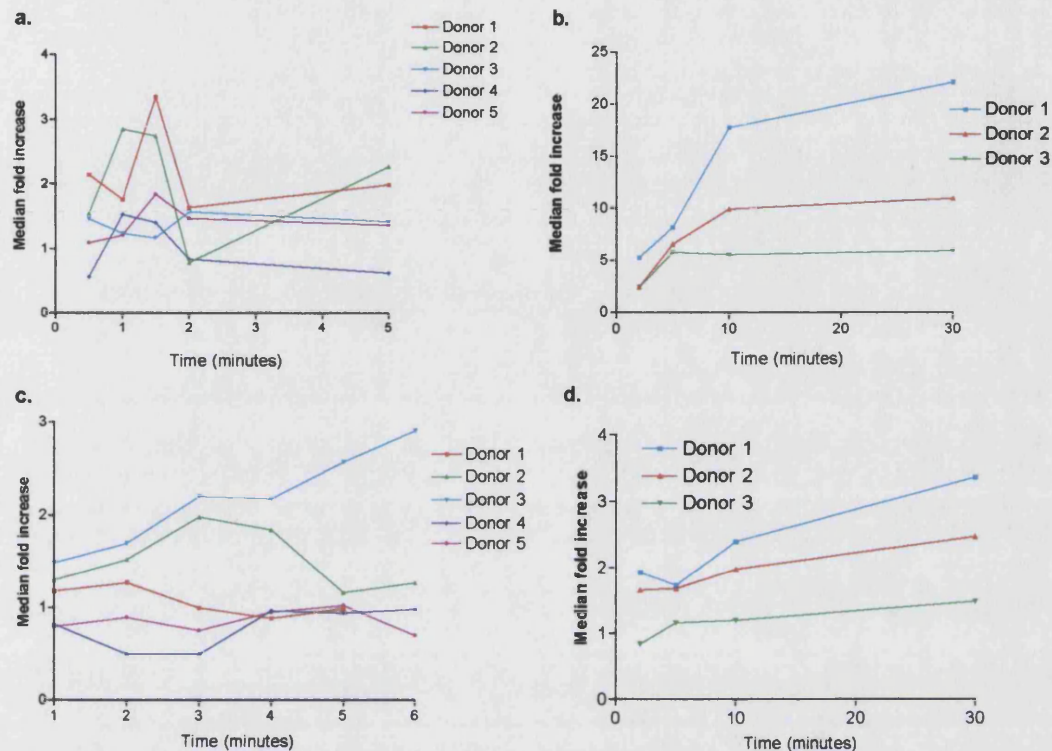 a.
Donor 1
Donor 2
Donor 3
Donor 4
Donor 5
Median fold increase
4
3
2
1
0
0 1 2 3 4 5
Time (minutes)
b.
Donor 1
Donor 2
Donor 3
Median fold increase
25
20
15
10
5
0
0 10 20 30
Time (minutes)
c.
Donor 1
Donor 2
Donor 3
Donor 4
Donor 5
Median fold increase
3
2
1
0
1 2 3 4 5 6
Time (minutes)
d.
Donor 1
Donor 2
Donor 3
Median fold increase
4
3
2
1
0
0 10 20 30
Time (minutes)